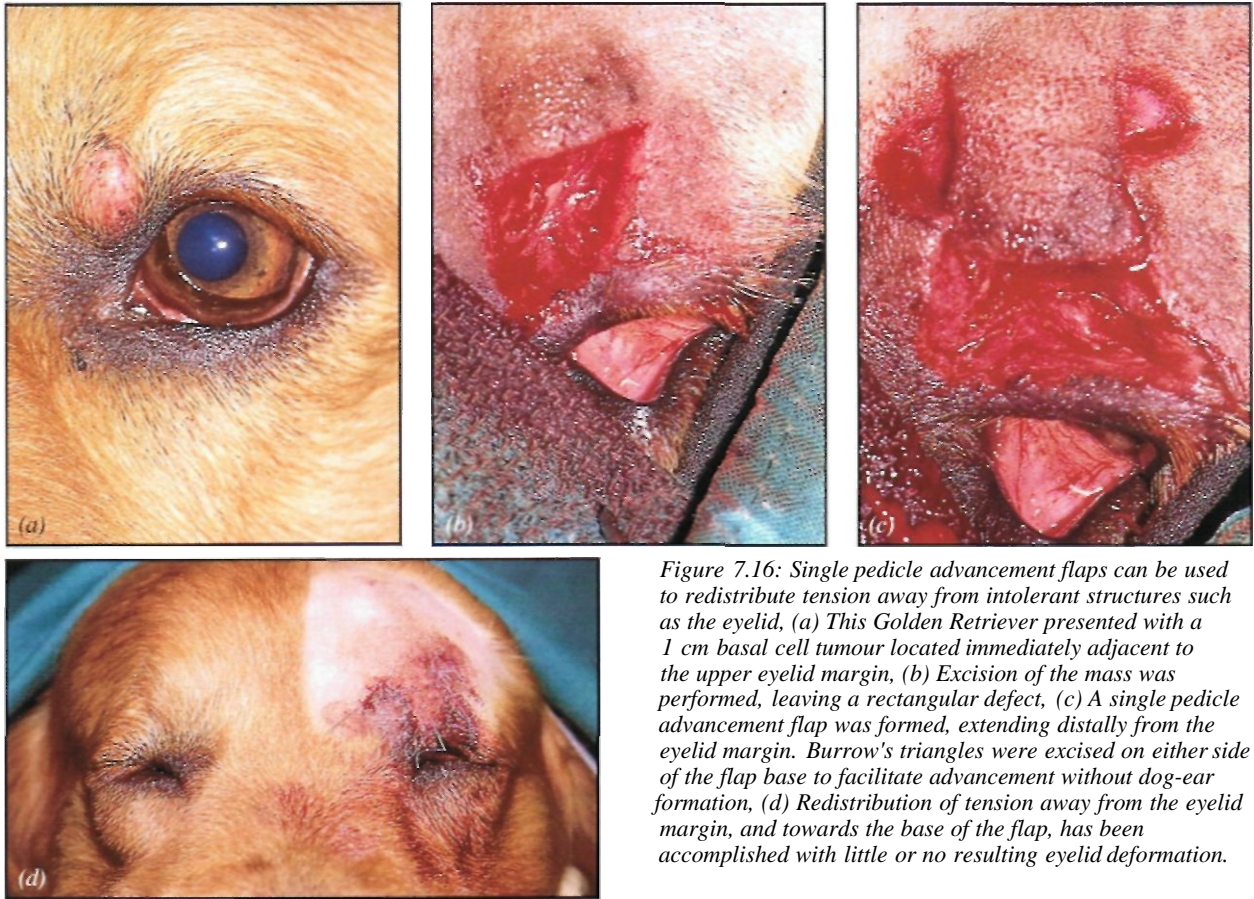 (a)
(b)
(c)
(d)
Figure 7.16: Single pedicle advancement flaps can be used
to redistribute tension away from intolerant structures such
as the eyelid, (a) This Golden Retriever presented with a
1 cm basal cell tumour located immediately adjacent to
the upper eyelid margin, (b) Excision of the mass was
performed, leaving a rectangular defect, (c) A single pedicle
advancement flap was formed, extending distally from the
eyelid margin. Burrow's triangles were excised on either side
of the flap base to facilitate advancement without dog-ear
formation, (d) Redistribution of tension away from the eyelid
margin, and towards the base of the flap, has been
accomplished with little or no resulting eyelid deformation.